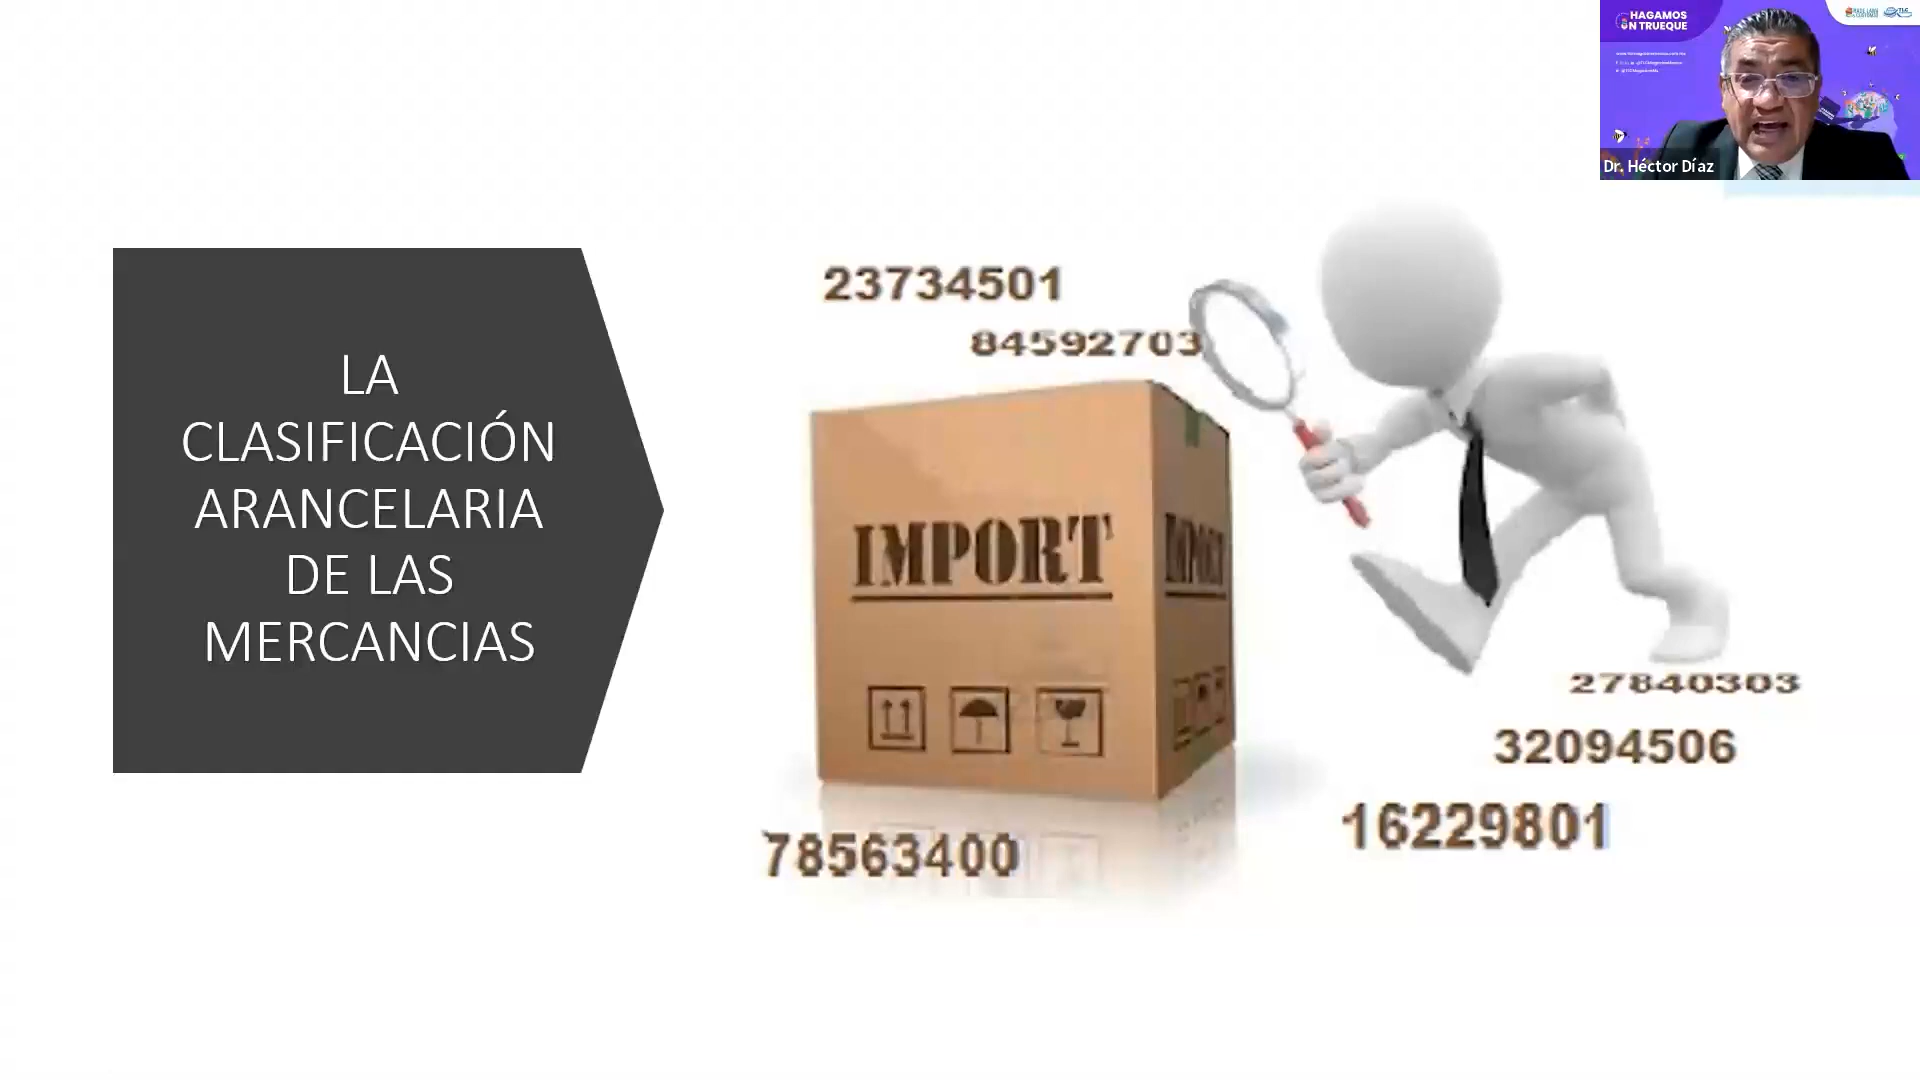 HAGAMOS
UN TRUEQUE
Dr. Héctor Díaz
LA
CLASIFICACIÓN
ARANCELARIA
DE LAS
MERCANCIAS
23734501
84592703
IMPORT
IMPORT
27840303
32094506
16229801
78563400